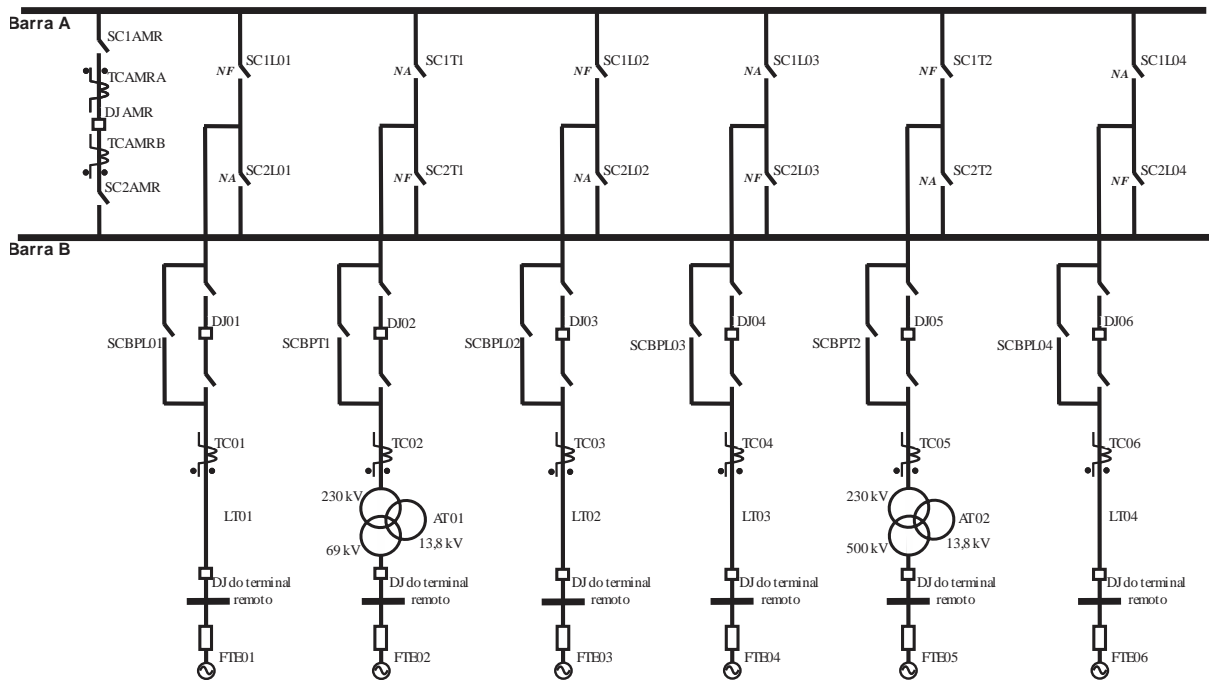 Barra A
SC1AMR
TCAMRA
DJAMR
TCAMRB
SC2AMR
SC1L01
NF
SC2L01
NA
SC1T1
NA
SC2T1
NF
SC1L02
NF
SC2L02
NA
SC1L03
NA
SC2L03
NF
SC1T2
NF
SC2T2
NA
SC1L04
NA
SC2L04
NF
Barra B
SCBPL01
DJ01
SCBPT1
DJ02
SCBPL02
DJ03
SCBPL03
DJ04
SCBPT2
DJ05
SCBPL04
DJ06
TC01
TC02
TC03
TC04
TC05
TC06
LT01
230 kV
AT01
69 kV
13,8 kV
LT02
LT03
230 kV
AT02
500 kV
13,8 kV
LT04
DJ do terminal
remoto
DJ do terminal
remoto
DJ do terminal
remoto
DJ do terminal
remoto
DJ do terminal
remoto
DJ do terminal
remoto
FTE01
FTE02
FTE03
FTE04
FTE05
FTE06